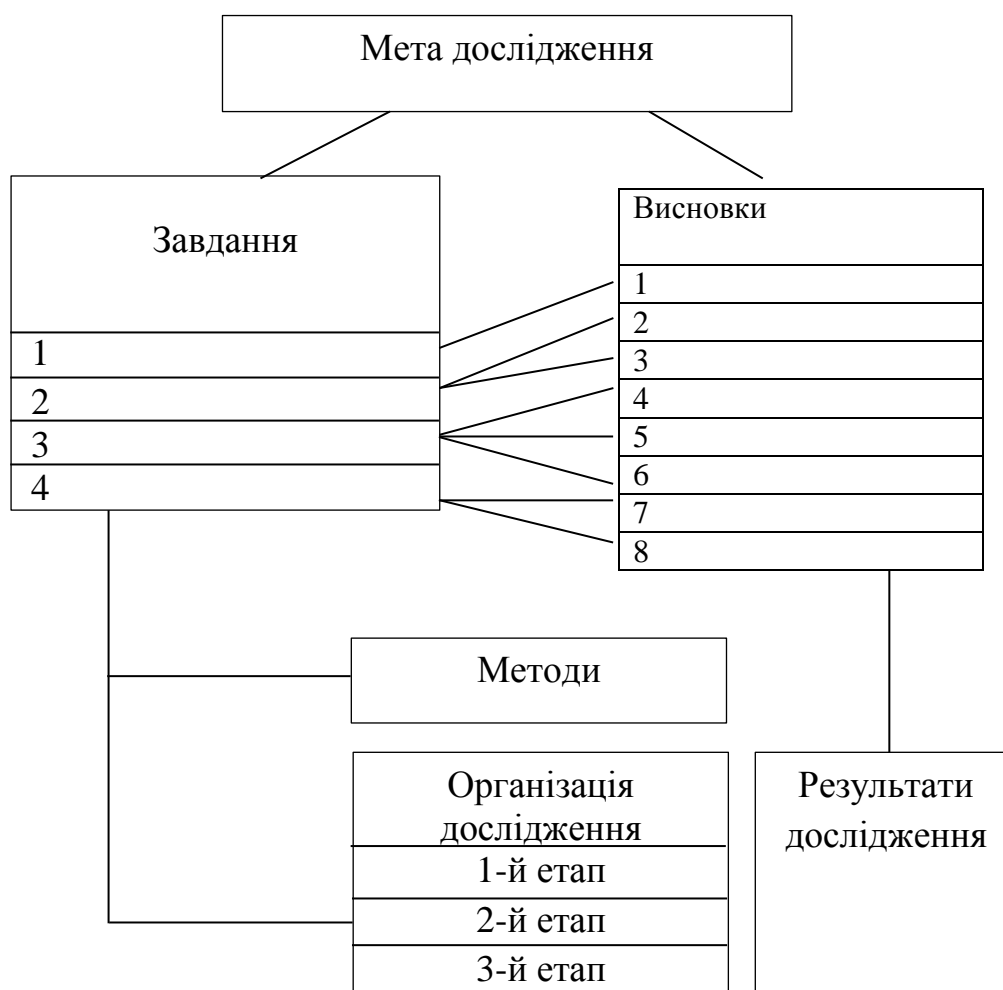 Мета дослідження
Завдання
1
2
3
4
Висновки
1
2
3
4
5
6
7
8
Методи
Організація
дослідження
1-й етап
2-й етап
3-й етап
Результати
дослідження